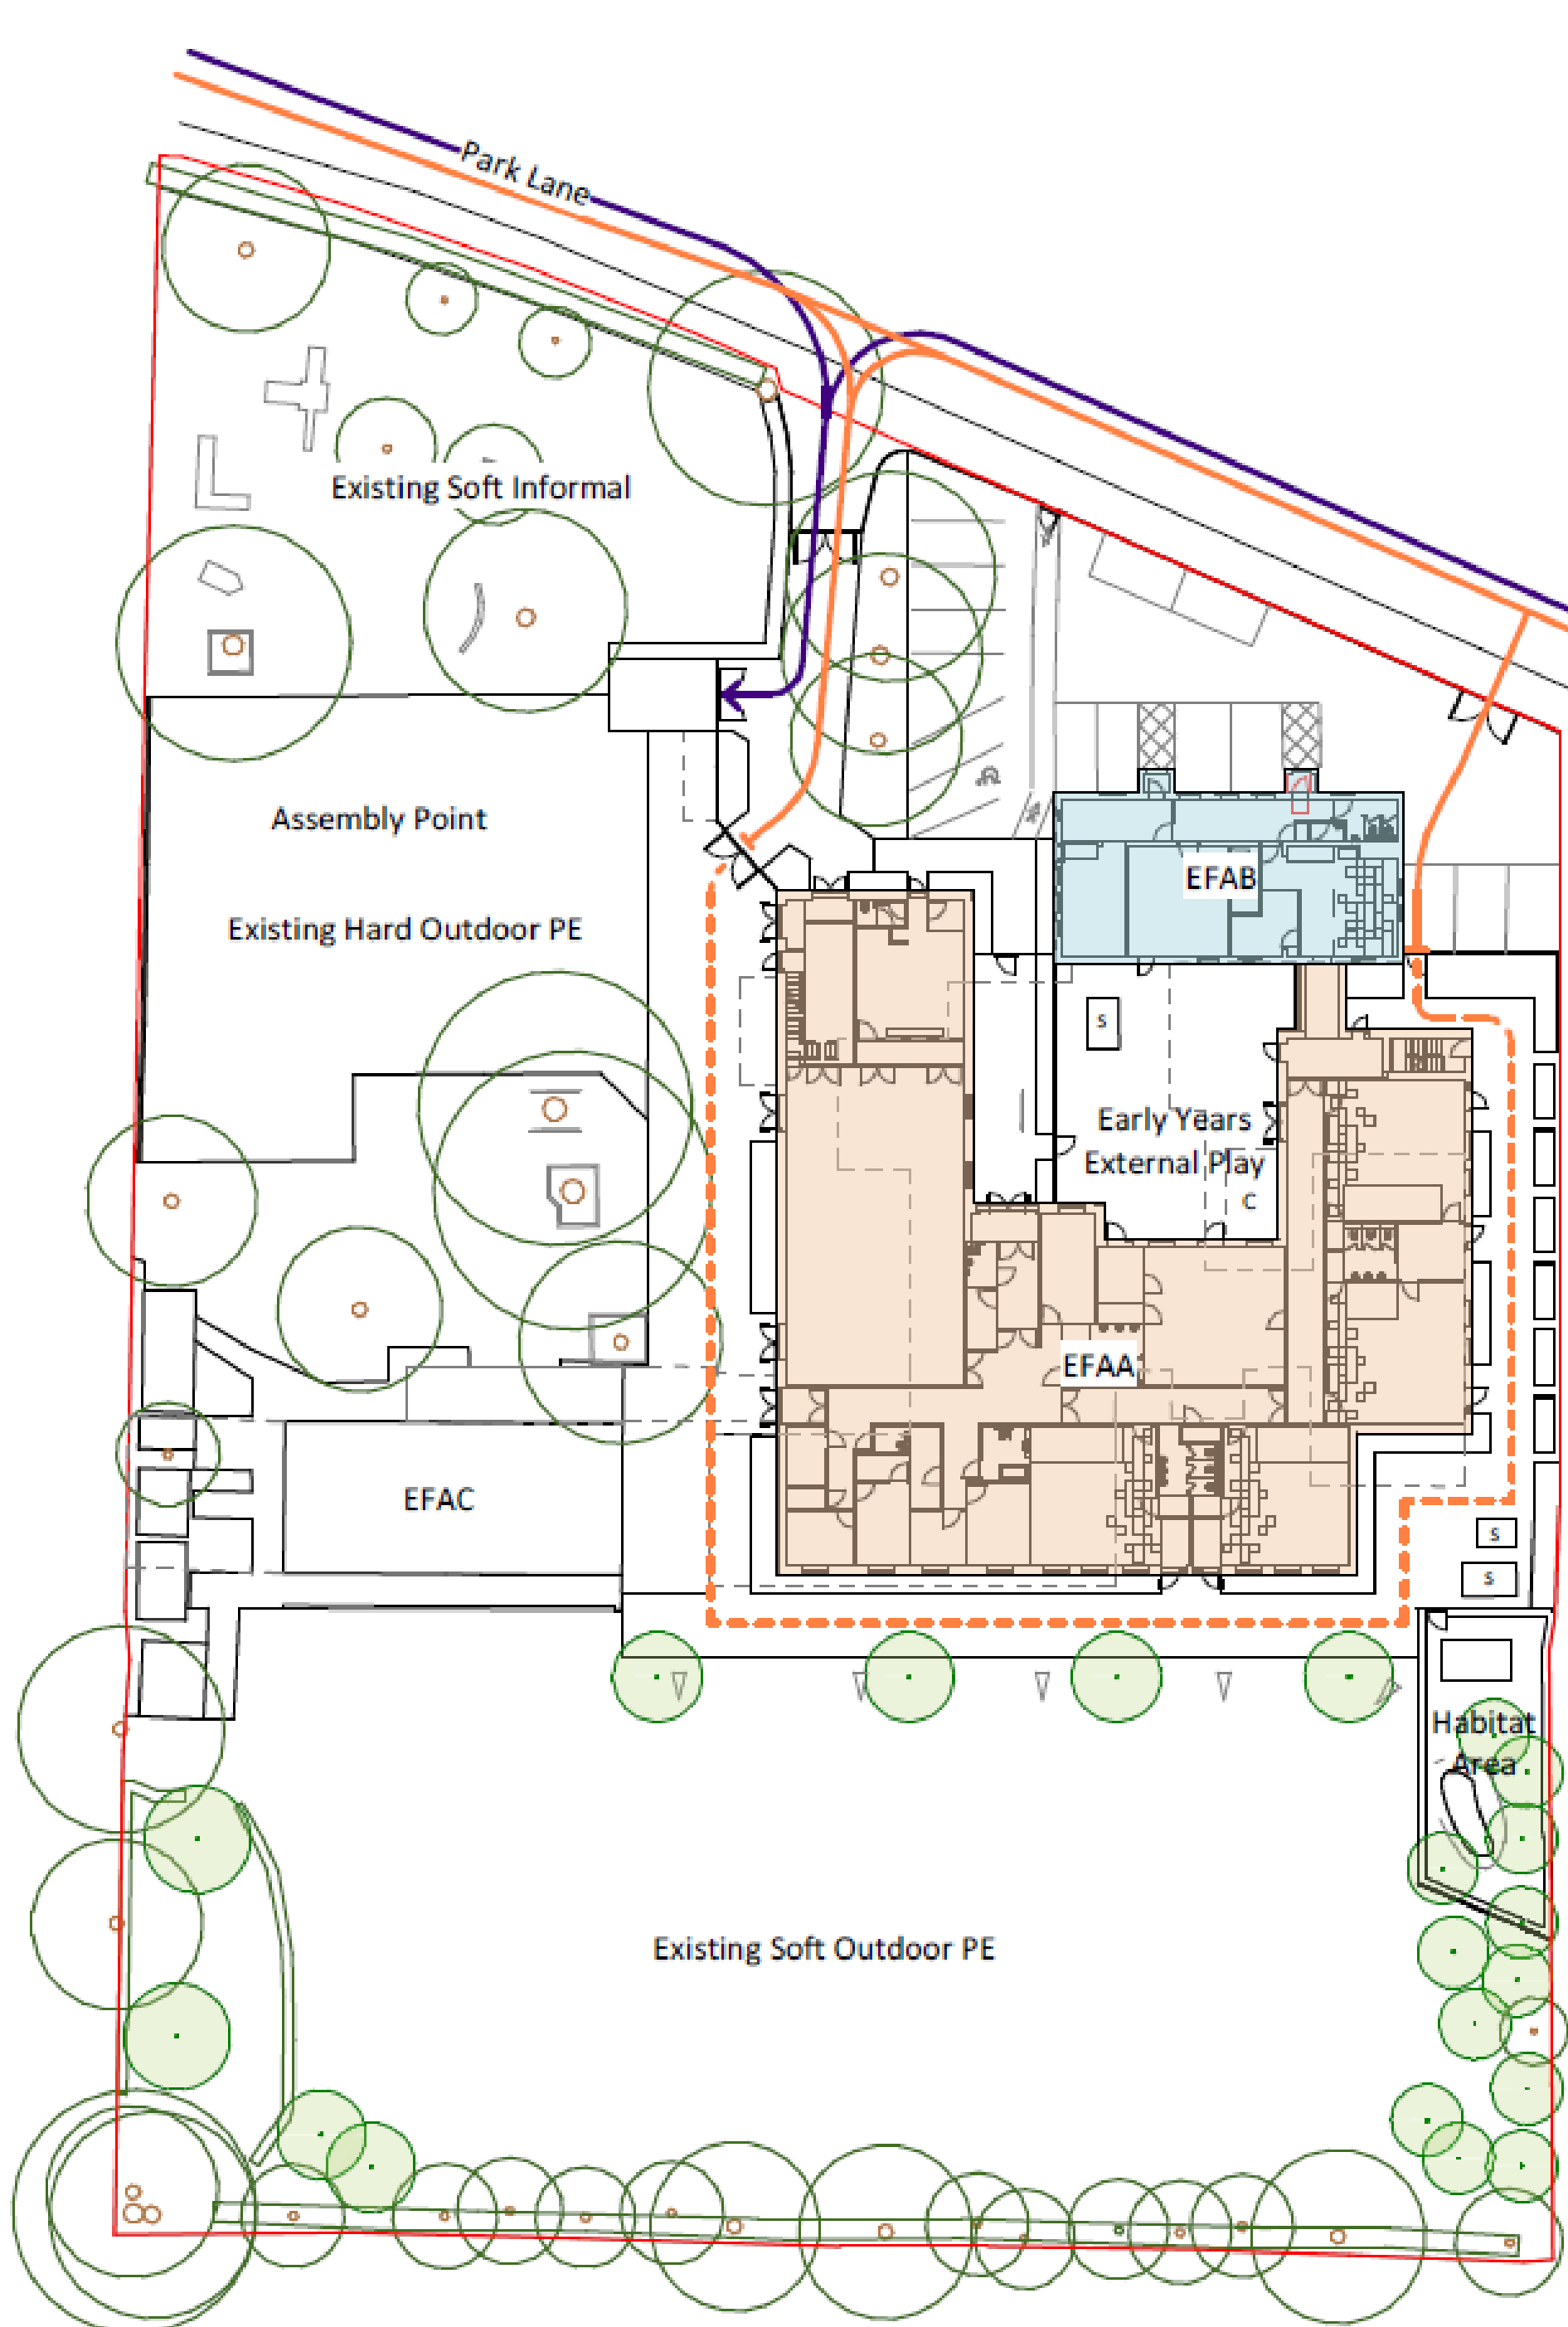 Park Lane
Existing Soft Informal
Assembly Point
EFAB
Existing Hard Outdoor PE
S
Early Years
External Play
C
EFAA
EFAC
S
S
Habitat
Area
Existing Soft Outdoor PE